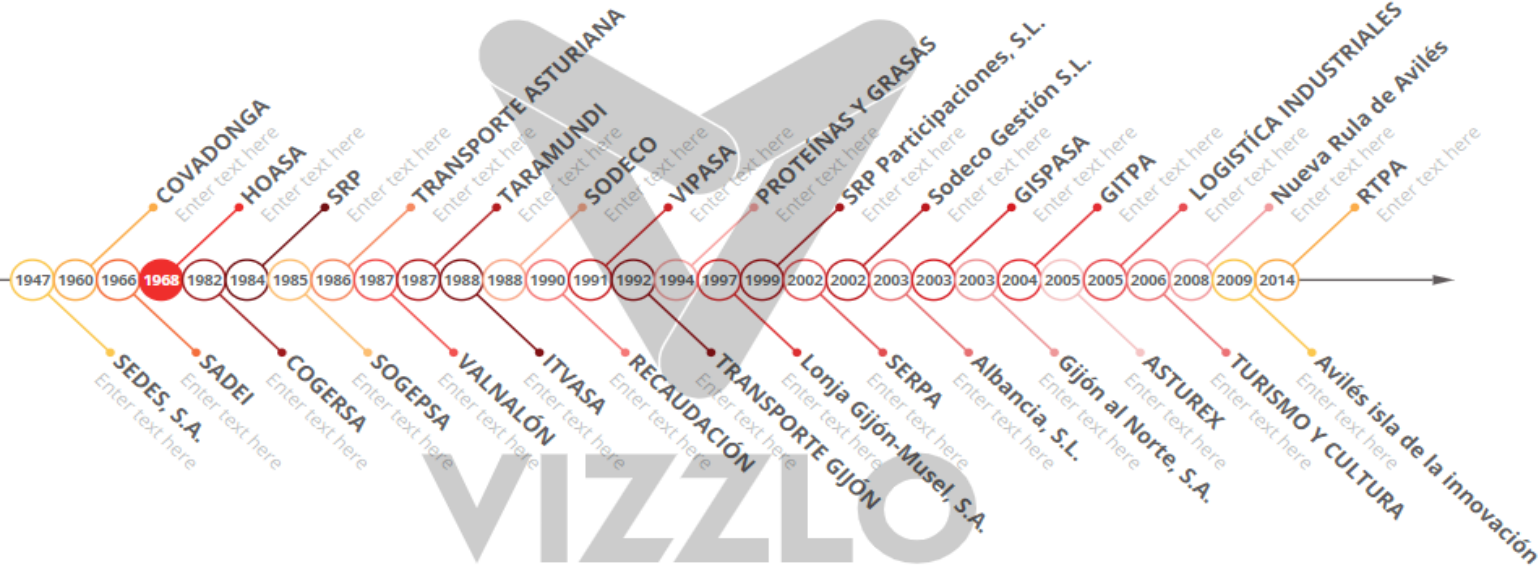 COVADONGA
Enter text here
HOASA
Enter text here
SRP
Enter text here
TRANSPORTE ASTURIANA
Enter text here
TARAMUNDI
Enter text here
SODECO
Enter text here
VIPASA
Enter text here
PROTEÍNAS Y GRASAS
Enter text here
SRP Participaciones, S.L.
Enter text here
Sodeco Gestión S.L.
Enter text here
GISPASA
Enter text here
GITPA
Enter text here
LOGISTÍCA INDUSTRIALES
Enter text here
Nueva Rula de Avilés
Enter text here
RTPA
Enter text here
1947 1960 1966 1968 1982 1984 1985 1986 1987 1987 1988 1988 1990 1991 1992 1994 1997 1999 2002 2002 2003 2003 2003 2004 2005 2005 2006 2008 2009 2014
SEDES, S.A.
Enter text here
SADEI
Enter text here
COGERSA
Enter text here
SOGEPSA
Enter text here
VALNALÓN
Enter text here
ITVASA
Enter text here
RECAUDACIÓN
Enter text here
TRANSPORTE GIJÓN
Enter text here
Lonja Gijón-Musel, S.A.
Enter text here
SERPA
Enter text here
Albancia, S.L.
Enter text here
Gijón al Norte, S.A.
Enter text here
ASTUREX
Enter text here
TURISMO Y CULTURA
Enter text here
Avilés isla de la innovación
Enter text here
VIZZLO